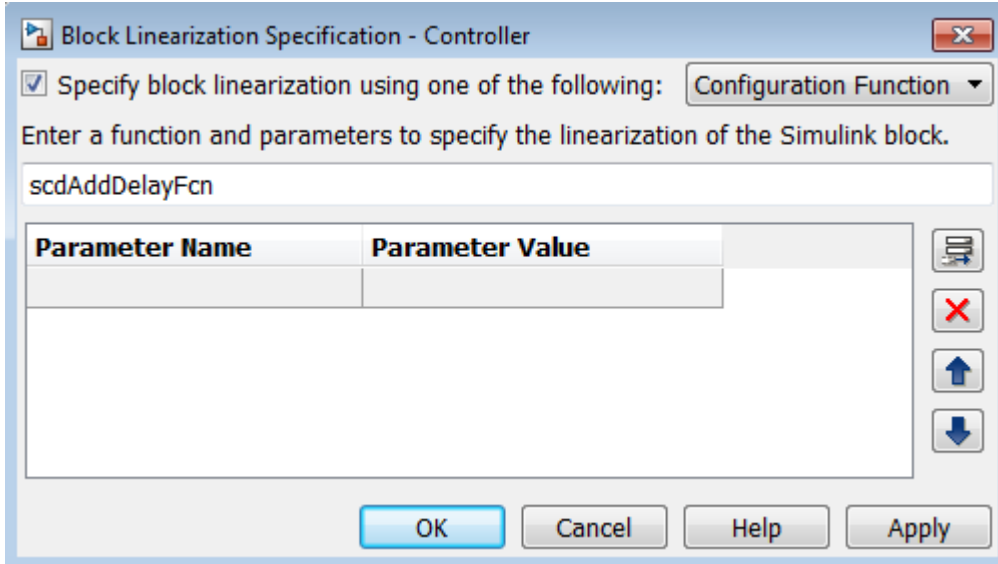 Block Linearization Specification - Controller
Specify block linearization using one of the following: Configuration Function
Enter a function and parameters to specify the linearization of the Simulink block.
scdAddDelayFcn
Parameter Name Parameter Value
OK Cancel Help Apply